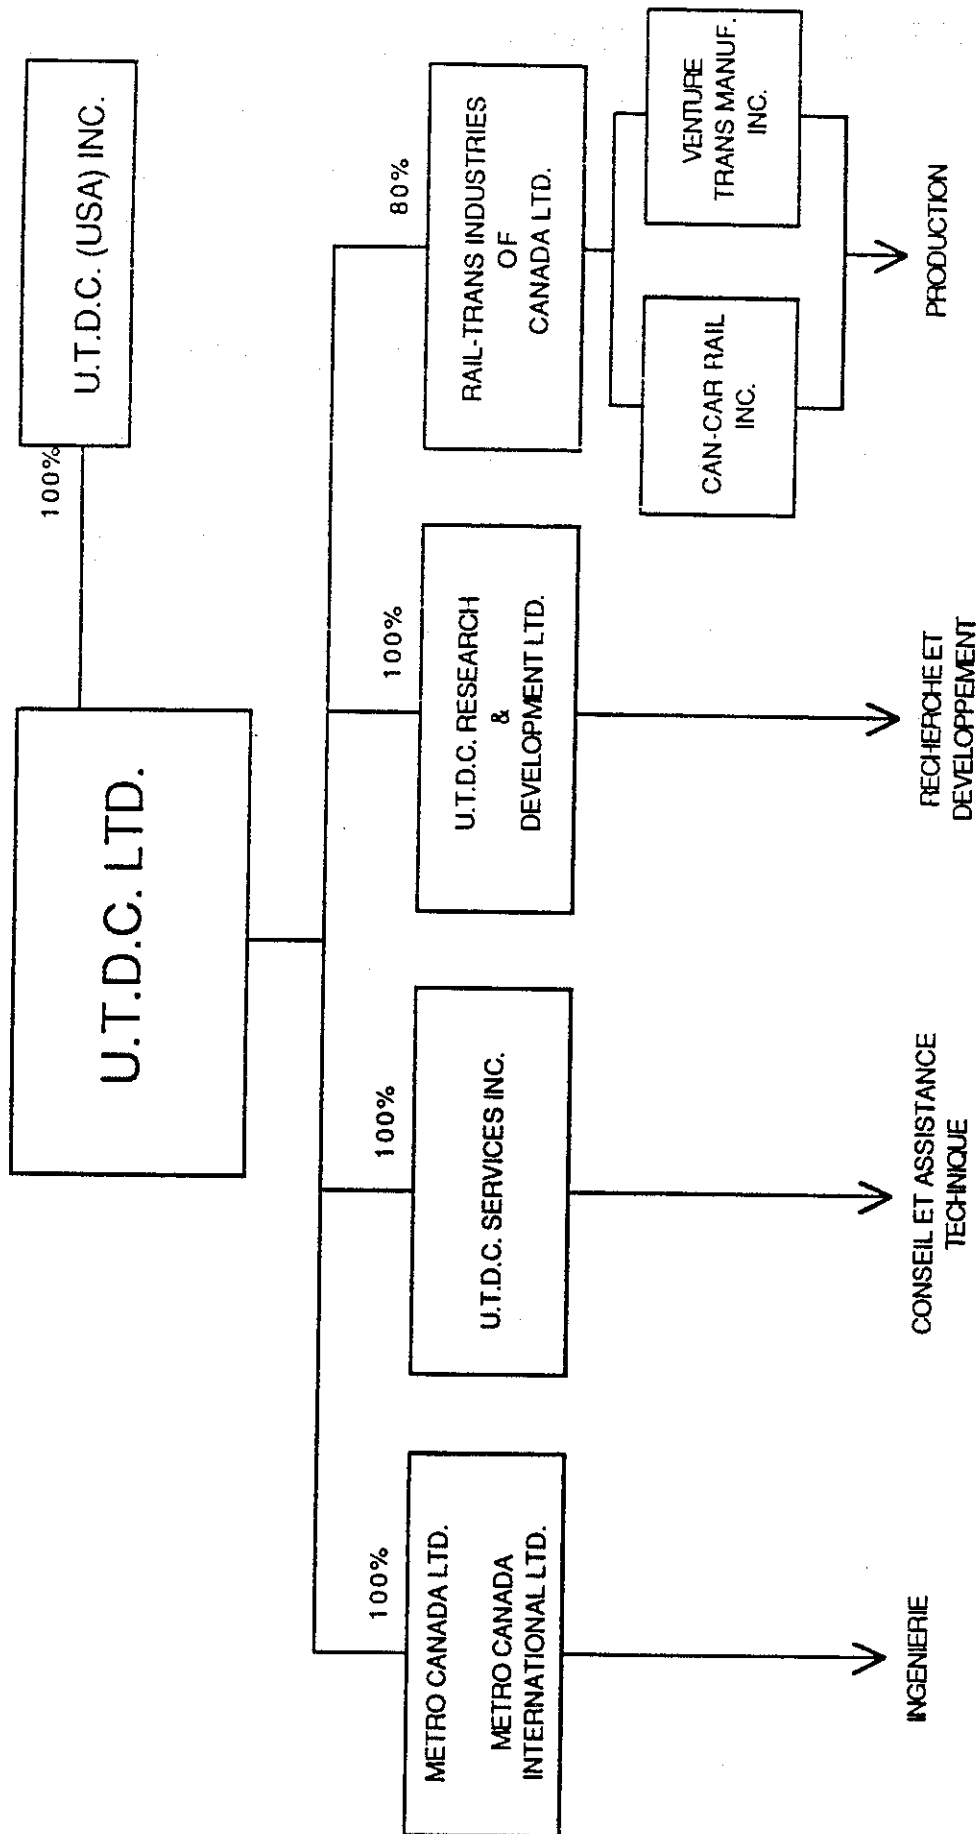 U.T.D.C. LTD.
100%
U.T.D.C. (USA) INC.
100%
METRO CANADA LTD.
METRO CANADA
INTERNATIONAL LTD.
INGENIERIE
100%
U.T.D.C. SERVICES INC.
CONSEIL ET ASSISTANCE
TECHNIQUE
100%
U.T.D.C. RESEARCH
&
DEVELOPMENT LTD.
RECHERCHE ET
DEVELOPPEMENT
80%
RAIL-TRANS INDUSTRIES
OF
CANADA LTD.
CAN-CAR RAIL
INC.
VENTURE
TRANS MANUF.
INC.
PRODUCTION